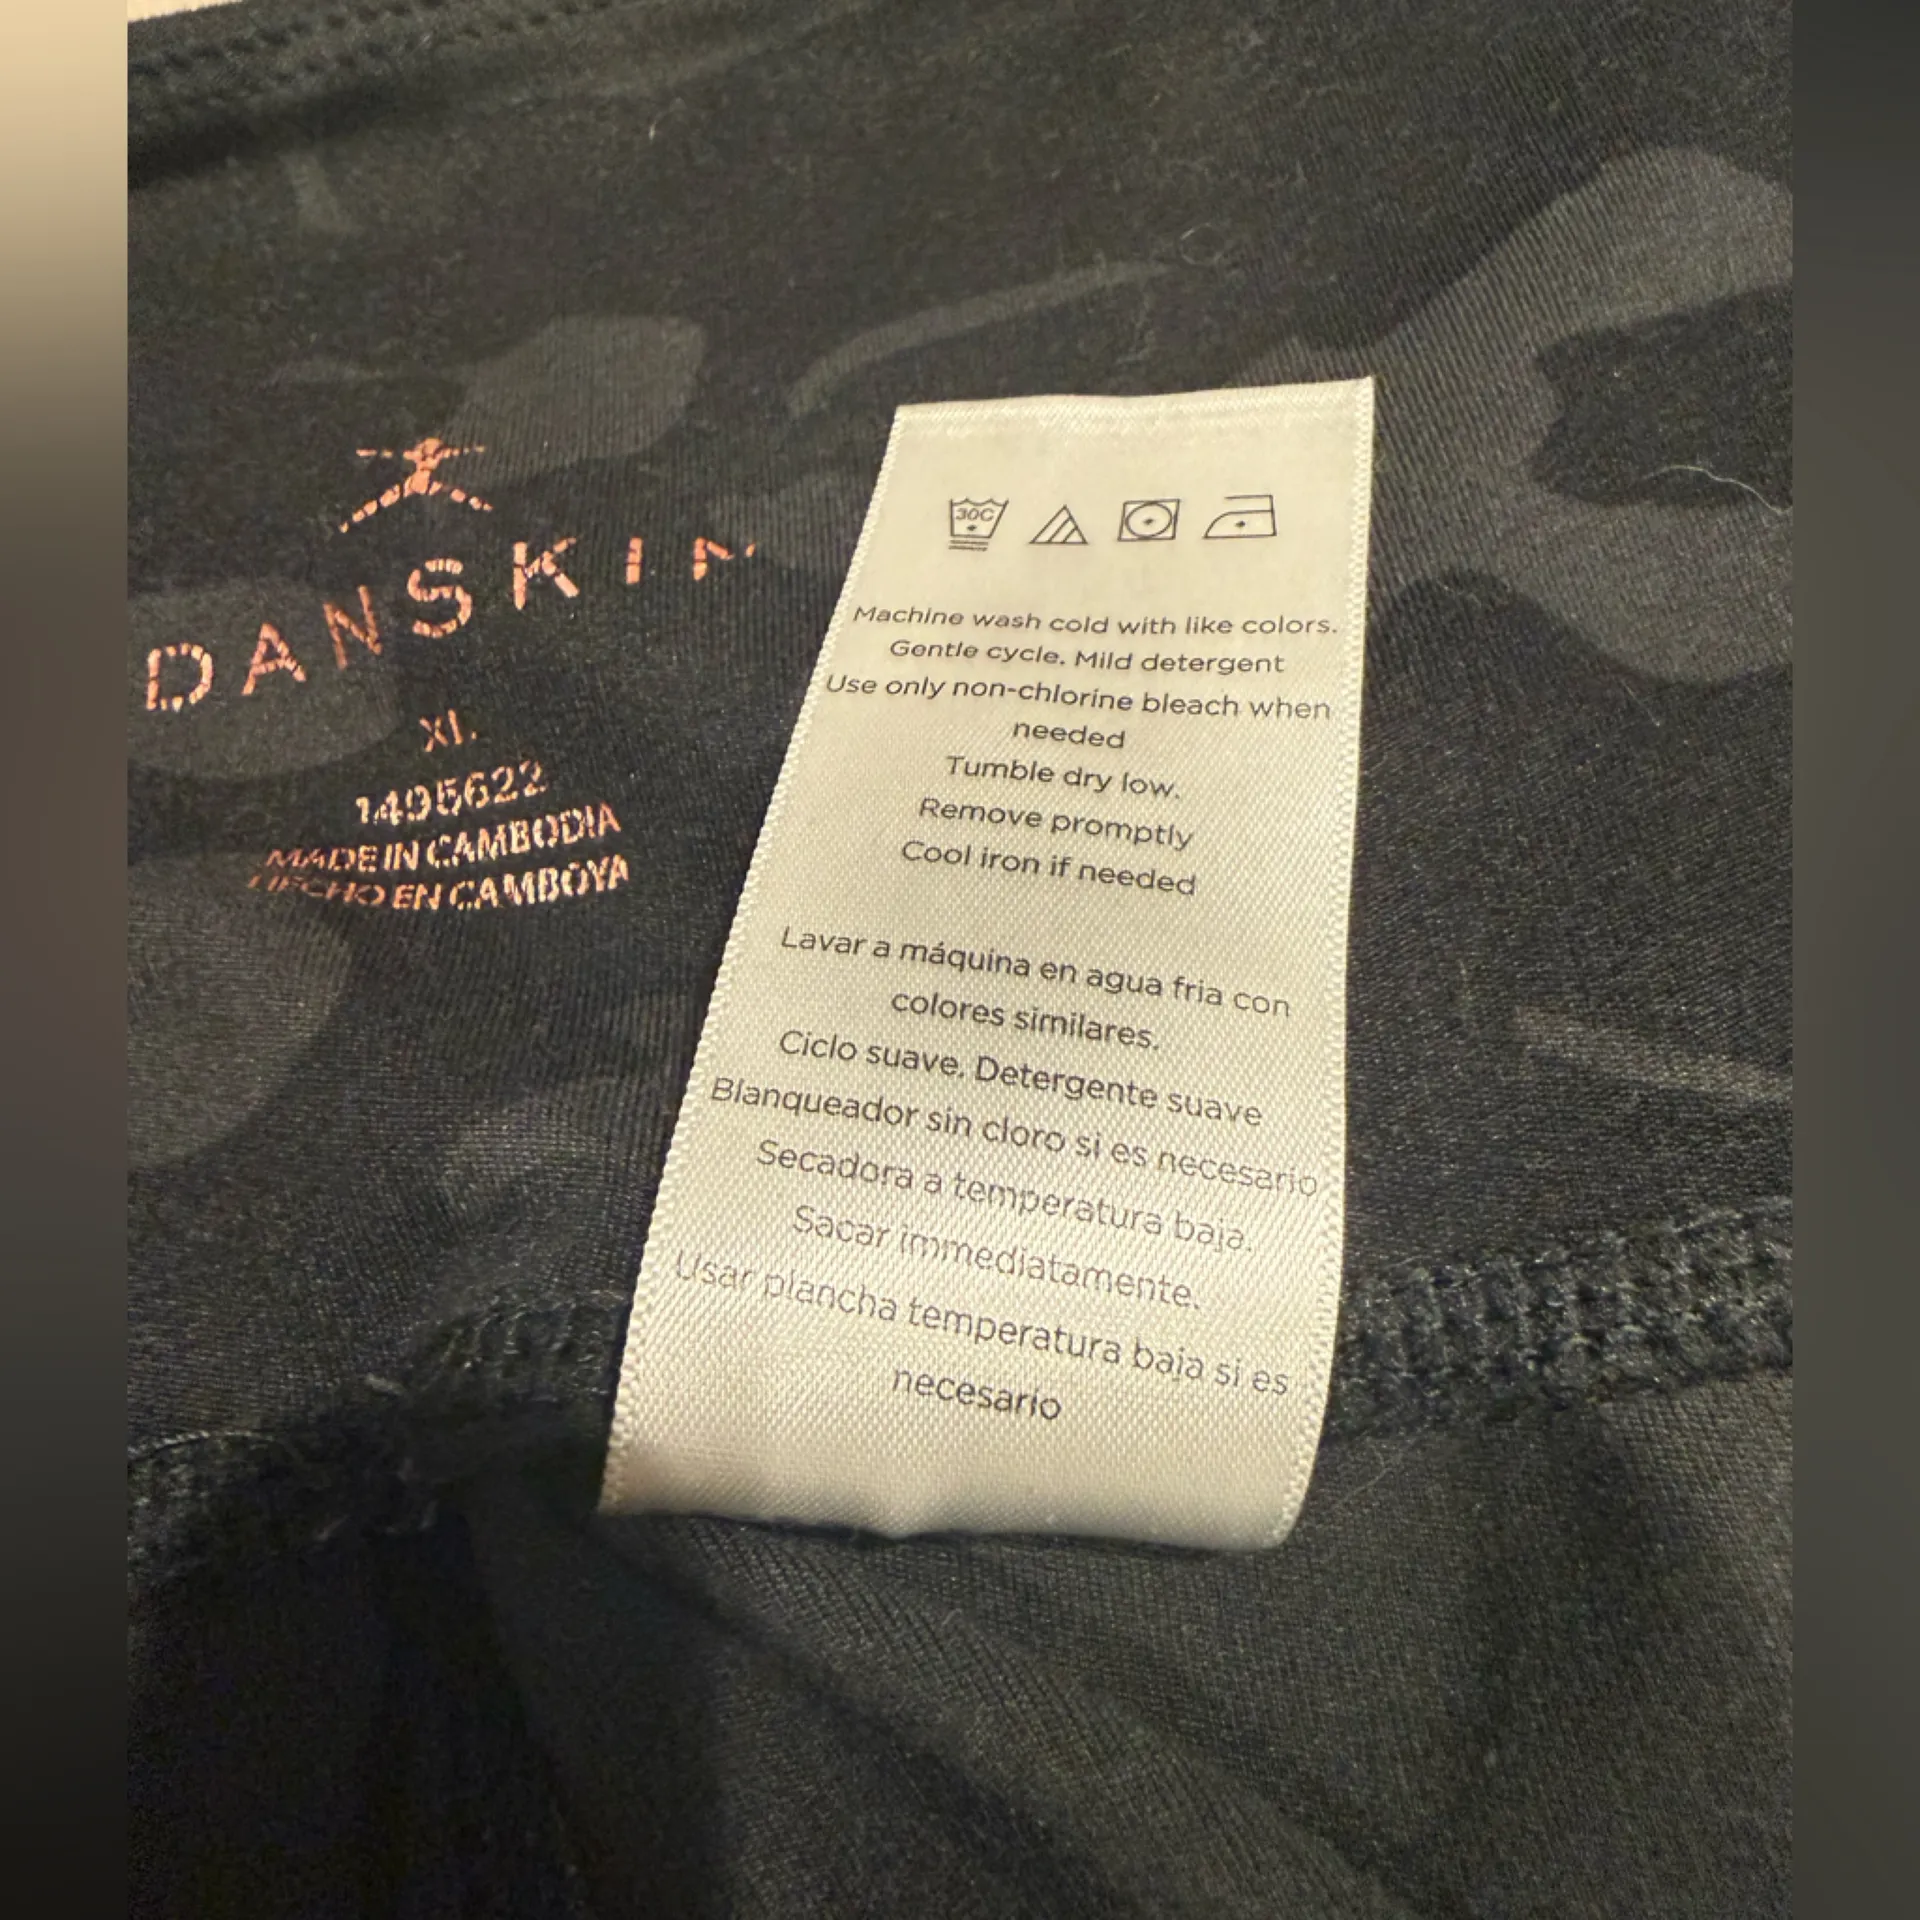 DANSKIN
XL
1495622
MADE IN CAMBODIA
HECHO EN CAMBOYA
30C
Machine wash cold with like colors.
Gentle cycle. Mild detergent
Use only non-chlorine bleach when
needed
Tumble dry low.
Remove promptly
Cool iron if needed
Lavar a máquina en agua fria con
colores similares.
Ciclo suave. Detergente suave
Blanqueador sin cloro si es necesario
Secadora a temperatura baja.
Sacar immediatamente.
Usar plancha temperatura baja si es
necesario